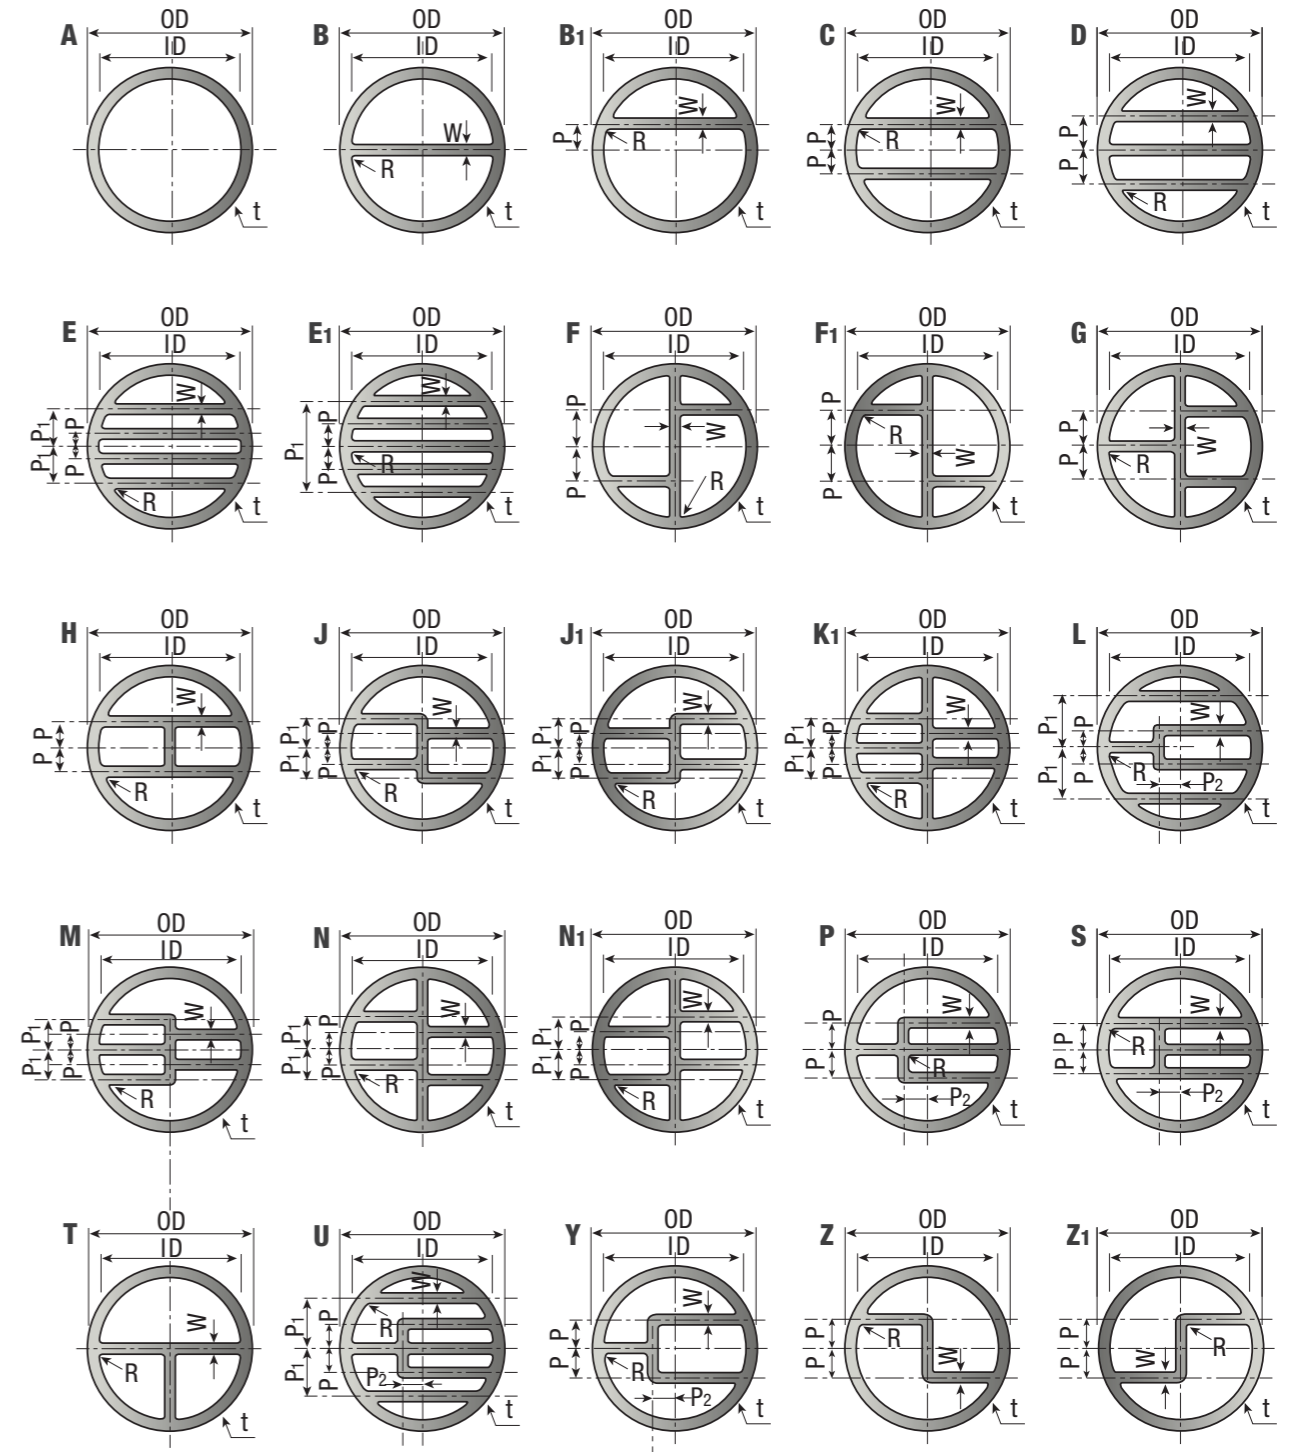 A OD ID t
B OD ID W R t
B1 OD ID W P R t
C OD ID W P P R t
D OD ID W P P R t
E OD ID W P1 P P1 P R t
E1 OD ID W P1 P P R t
F OD ID P W P R t
F1 OD ID P R W P t
G OD ID P W P R t
H OD ID W P P R t
J OD ID W P1 P P1 P R t
J1 OD ID W P1 P P1 P R t
K1 OD ID W P1 P P1 P R t
L OD ID P1 P W P1 P R P2 t
M OD ID W P1 P P1 P R t
N OD ID W P1 P P1 P R t
N1 OD ID W P1 P P1 P R t
P OD ID W P P R P2 t
S OD ID W P P R P2 t
T OD ID W R t
U OD ID W P1 P R P1 P P2 t
Y OD ID W P P R P2 t
Z OD ID P R P W t
Z1 OD ID P R P W t